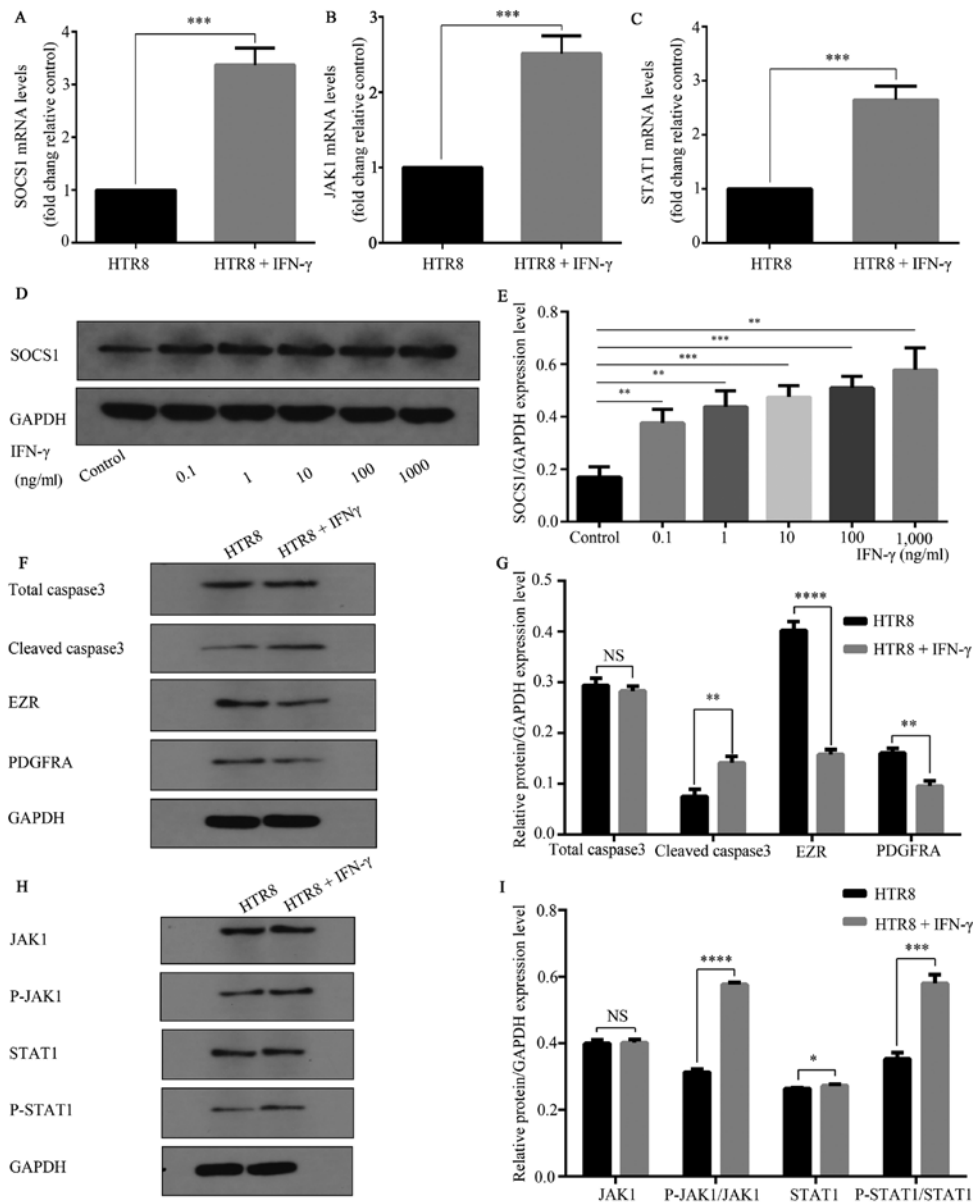 A
SOCS1 mRNA levels
(fold chang relative control)
0
1
2
3
4
***
HTR8
HTR8 + IFN-γ
B
JAK1 mRNA levels
(fold chang relative control)
0
1
2
3
***
HTR8
HTR8 + IFN-γ
C
STAT1 mRNA levels
(fold chang relative control)
0
1
2
3
4
***
HTR8
HTR8 + IFN-γ
D
SOCS1
GAPDH
IFN-γ
(ng/ml)
Control
0.1
1
10
100
1000
E
SOCS1/GAPDH expression level
0.0
0.2
0.4
0.6
0.8
**
***
***
**
**
Control
0.1
1
10
100
1,000
IFN-γ (ng/ml)
F
HTR8
HTR8 + IFNγ
Total caspase3
Cleaved caspase3
EZR
PDGFRA
GAPDH
G
Relative protein/GAPDH expression level
0.0
0.1
0.2
0.3
0.4
0.5
HTR8
HTR8 + IFN-γ
NS
**
****
**
Total caspase3
Cleaved caspase3
EZR
PDGFRA
H
HTR8
HTR8 + IFN-γ
JAK1
P-JAK1
STAT1
P-STAT1
GAPDH
I
Relative protein/GAPDH expression level
0.0
0.2
0.4
0.6
0.8
HTR8
HTR8 + IFN-γ
NS
****
*
***
JAK1
P-JAK1/JAK1
STAT1
P-STAT1/STAT1